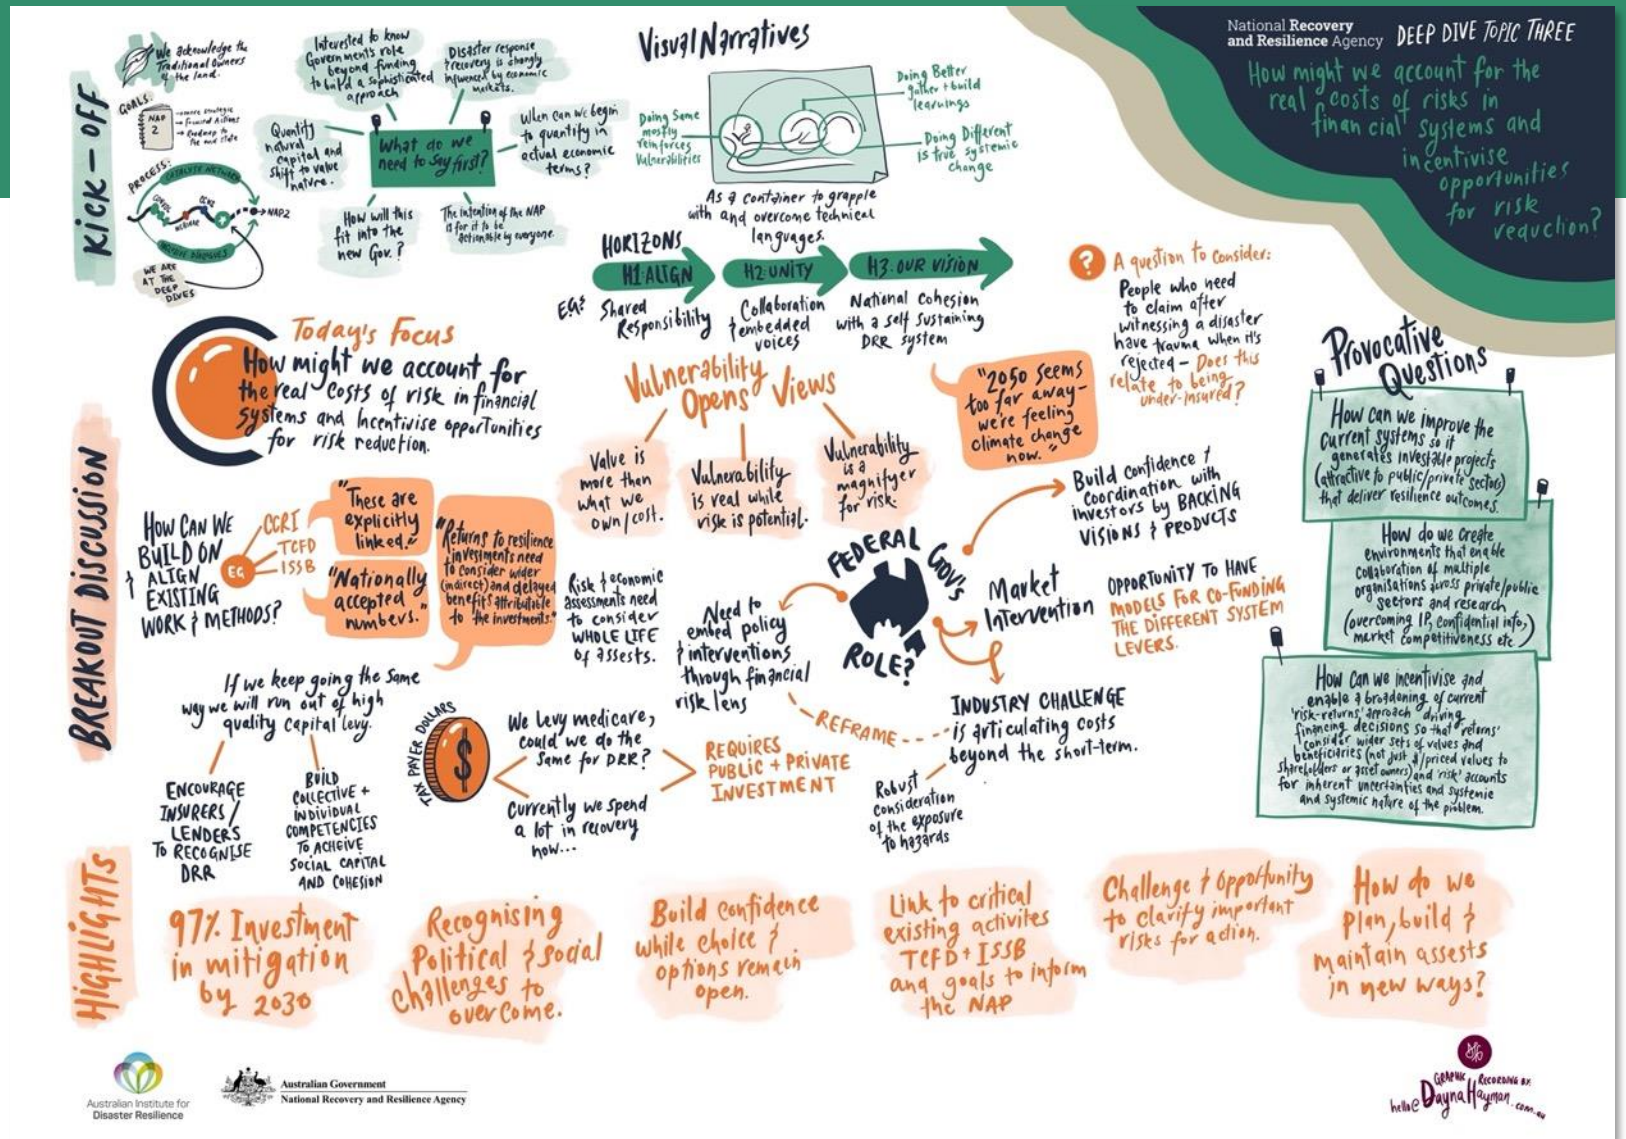 National Recovery
and Resilience Agency
DEEP DIVE TOPIC THREE
How might we account for the
real costs of risks in
financial systems and
incentivise
opportunities
for risk
reduction?
KICK-OFF
We acknowledge the
Traditional Owners
of the land.
GOALS:
NAP
2
PROCESS:
CATALYTE NETWORK
→ NAP2
WE ARE
AT THE
DEEP
DIVES
Interested to know
Government's role
beyond funding
to build a sophisticated
approach
Disaster response
& recovery is strongly
influenced by economic
markets.
Quantity
natural
capital and
shift to value
nature.
What do we
need to say first?
When can we begin
to quantify in
actual economic
terms?
How will this
fit into the
new Gov.?
The intention of the NAP
is for it to be
actionable by everyone.
Visual Narratives
Doing Same
mostly
reinforces
Vulnerabilities
Doing Better
gather + build
learnings
Doing Different
is true systemic
change
As a container to grapple
with and overcome technical
languages.
HORIZONS
H1: ALIGN
H2: UNITY
H3: OUR VISION
EG:
Shared
Responsibility
Collaboration
& embedded
voices
National Cohesion
with a self sustaining
DRR system
?
A question to consider:
People who need
to claim after
witnessing a disaster
have trauma when it's
rejected – Does this
relate to being
under-insured?
Today's Focus
How might we account for
the real costs of risk in financial
systems and Incentivise opportunities
for risk reduction.
BREAKOUT DISCUSSION
Vulnerability
Opens Views
Value is
more than
what we
own/cost.
Vulnerability
is real while
risk is potential.
Vulnerability
is a
magnifyer
for risk.
"2050 seems
too far away–
we're feeling
climate change
now."
HOW CAN WE
BUILD ON
& ALIGN
EXISTING
WORK & METHODS?
EG
CCRI
TCFD
ISSB
"These are
explicitly
linked."
"Nationally
accepted
numbers."
"Returns to resilience
investments need
to consider wider
(indirect) and delayed
benefits attributable
to the investments."
Risk & economic
assessments need
to consider
WHOLE LIFE
OF ASSESTS.
FEDERAL GOV'S
ROLE?
Build confidence &
coordination with
investors by BACKING
VISIONS & PRODUCTS
Market
Intervention
OPPORTUNITY TO HAVE
MODELS FOR CO-FUNDING
THE DIFFERENT SYSTEM
LEVERS.
Need to
embed policy
& interventions
through financial
risk lens
REFRAME
INDUSTRY CHALLENGE
is articulating costs
beyond the short-term.
Robust
consideration
of the exposure
to hazards
If we keep going the same
way we will run out of high
quality capital levy.
ENCOURAGE
INSURERS/
LENDERS
TO RECOGNISE
DRR
BUILD
COLLECTIVE +
INDIVIDUAL
COMPETENCIES
TO ACHEIVE
SOCIAL CAPITAL
AND COHESION
TAX PAYER DOLLARS
$
We levy medicare,
could we do the
same for DRR?
Currently we spend
a lot in recovery
now...
REQUIRES
PUBLIC + PRIVATE
INVESTMENT
Provocative
Questions
How can we improve the
current systems so it
generates investable projects
(attractive to public/private sectors)
that deliver resilience outcomes.
How do we create
environments that enable
collaboration of multiple
organisations across private/public
sectors and research
(overcoming IP, confidential info,
market competitiveness etc.)
How can we incentivise and
enable a broadening of current
'risk-returns' approach driving
financing decisions so that 'returns'
consider wider sets of values and
beneficiaries (not just $/priced values to
shareholders or asset owners) and 'risk' accounts
for inherent uncertainties and systemic
and systemic nature of the problem.
HIGHLIGHTS
97% Investment
in mitigation
by 2030
Recognising
Political & Social
challenges to
overcome.
Build confidence
while choice &
options remain
open.
Link to critical
existing activites
TCFD + ISSB
and goals to inform
the NAP
Challenge & Opportunity
to clarify important
risks for action.
How do we
plan, build &
maintain assests
in new ways?
Australian Institute for
Disaster Resilience
Australian Government
National Recovery and Resilience Agency
GRAPHIC RECORDING BY:
hello@DaynaHayman.com.au